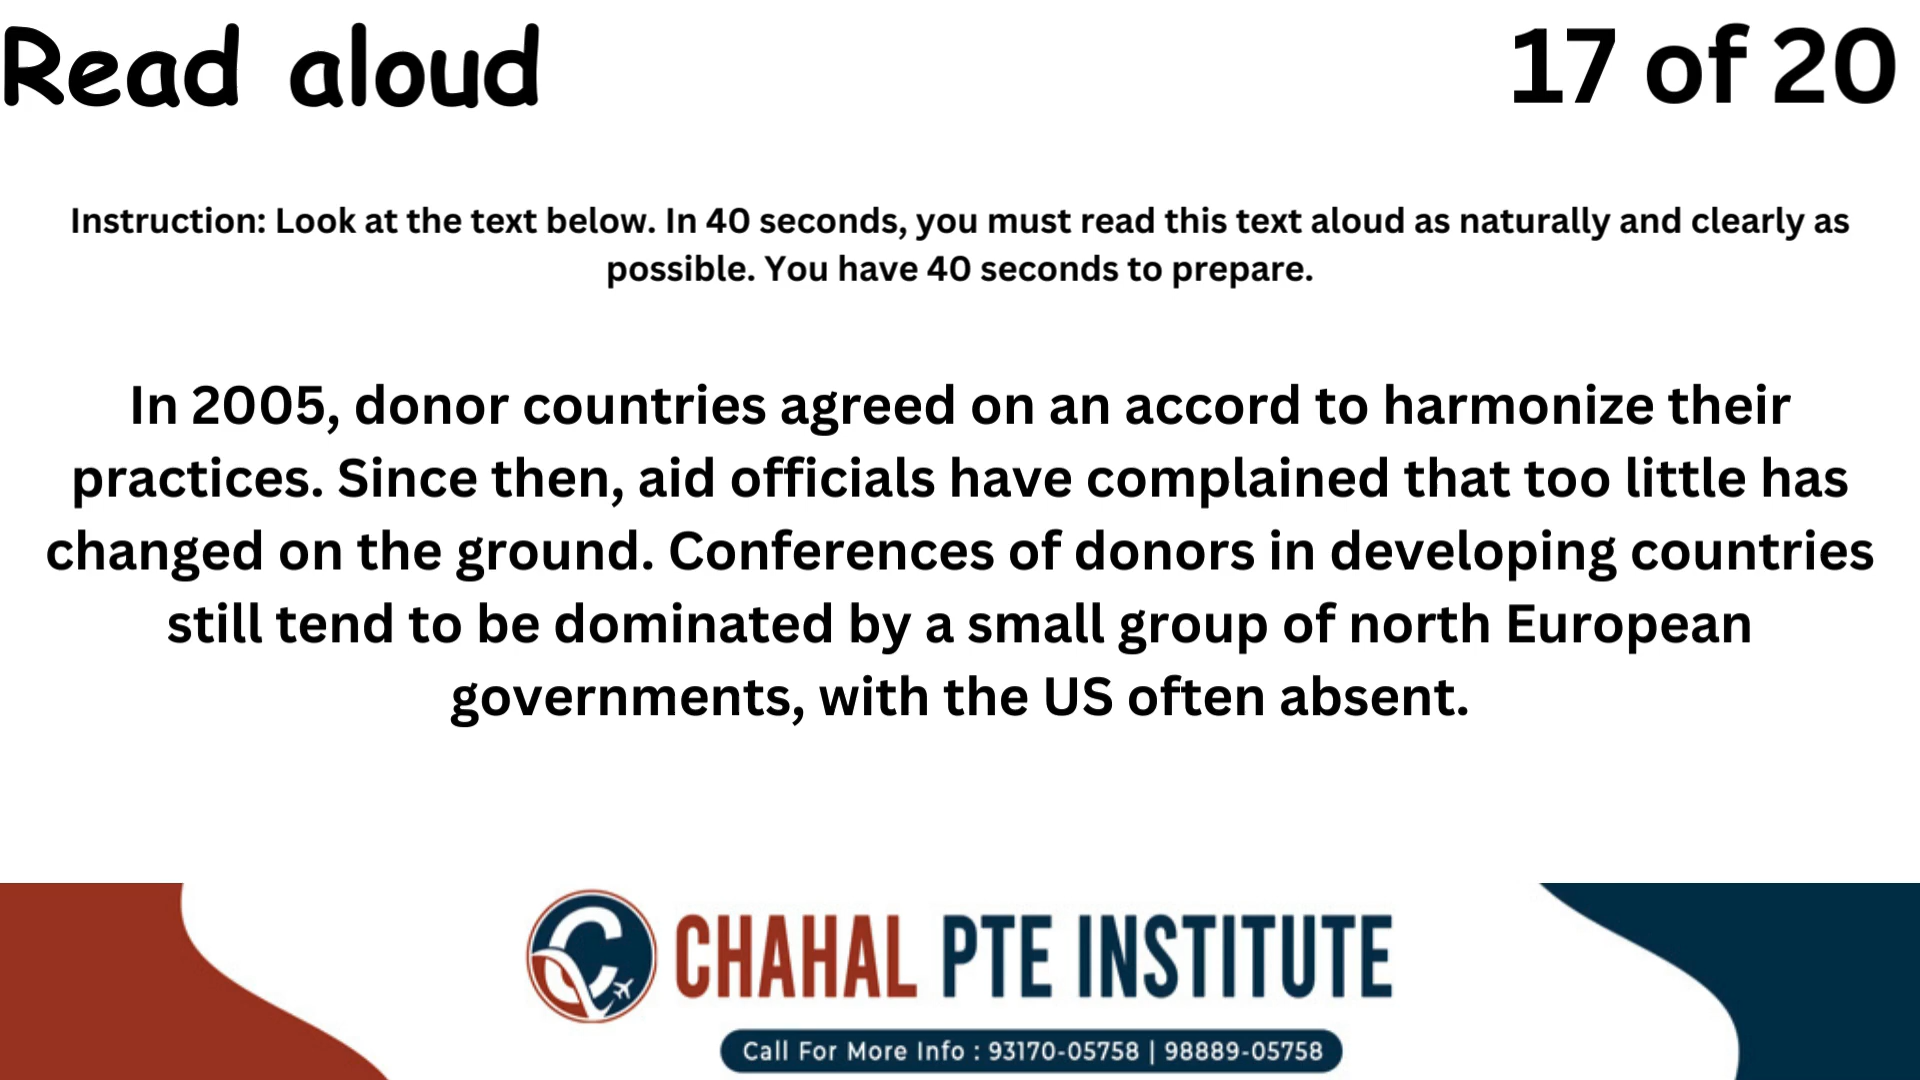 Read aloud
17 of 20
Instruction: Look at the text below. In 40 seconds, you must read this text aloud as naturally and clearly as
possible. You have 40 seconds to prepare.
In 2005, donor countries agreed on an accord to harmonize their
practices. Since then, aid officials have complained that too little has
changed on the ground. Conferences of donors in developing countries
still tend to be dominated by a small group of north European
governments, with the US often absent.
CHAHAL PTE INSTITUTE
Call For More Info : 93170-05758 | 98889-05758